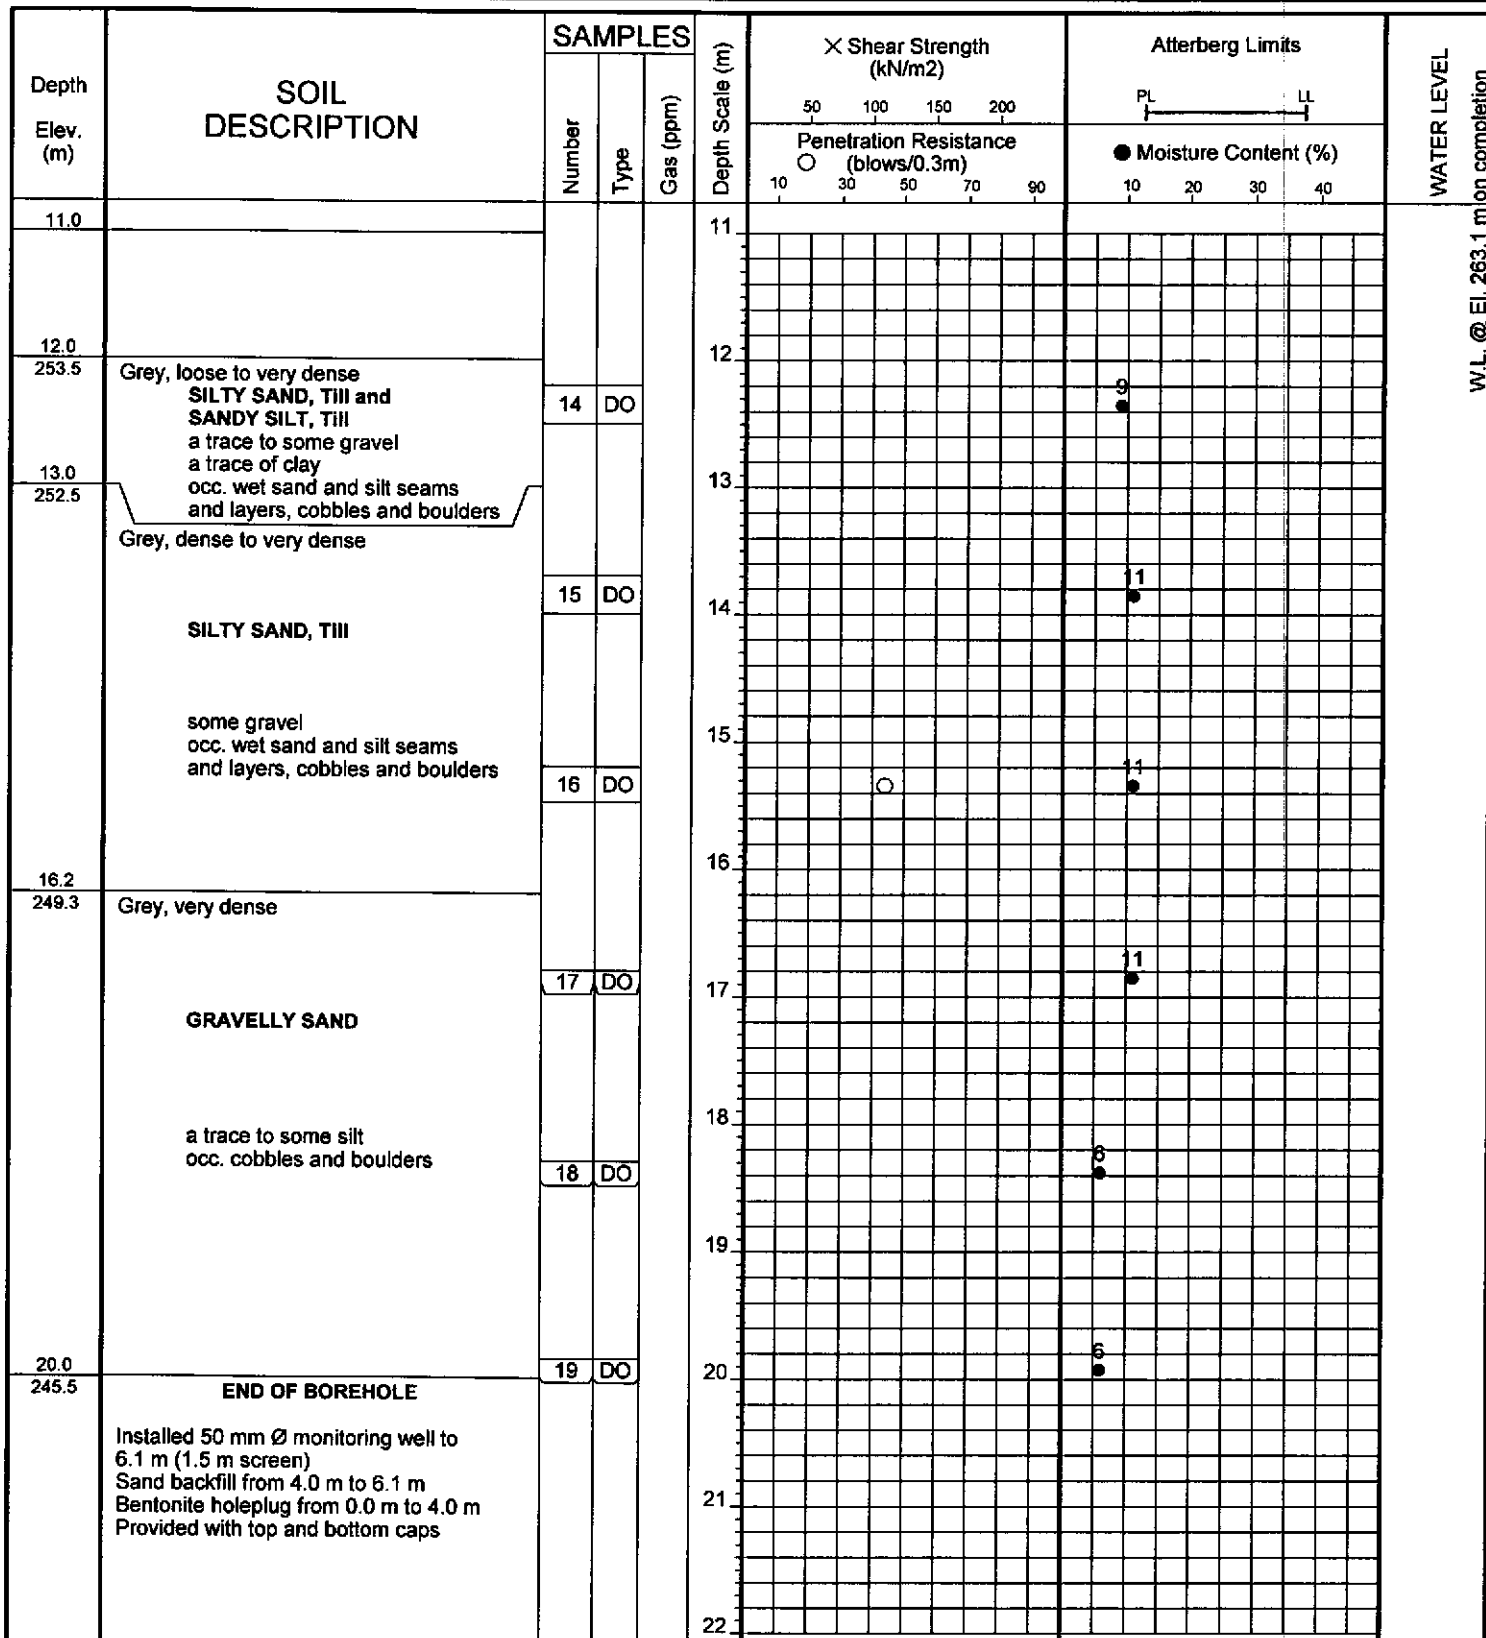 Depth
Elev.
(m)
SOIL
DESCRIPTION
SAMPLES
Number
Type
Gas (ppm)
Depth Scale (m)
X Shear Strength
(kN/m2)
50 100 150 200
Penetration Resistance
(blows/0.3m)
10 30 50 70 90
Atterberg Limits
PL LL
● Moisture Content (%)
10 20 30 40
WATER LEVEL
W.L. @ El. 263.1 m on completion
11.0
11
12.0
253.5
12
Grey, loose to very dense
SILTY SAND, Till and
SANDY SILT, Till
a trace to some gravel
a trace of clay
occ. wet sand and silt seams
and layers, cobbles and boulders
14 DO
9
13.0
252.5
13
Grey, dense to very dense
15 DO
11
14
SILTY SAND, Till
some gravel
occ. wet sand and silt seams
and layers, cobbles and boulders
15
16 DO
11
16
16.2
249.3
Grey, very dense
17 DO
11
17
GRAVELLY SAND
a trace to some silt
occ. cobbles and boulders
18
18 DO
6
19
20.0
245.5
19 DO
6
20
END OF BOREHOLE
Installed 50 mm Ø monitoring well to
6.1 m (1.5 m screen)
Sand backfill from 4.0 m to 6.1 m
Bentonite holeplug from 0.0 m to 4.0 m
Provided with top and bottom caps
21
22